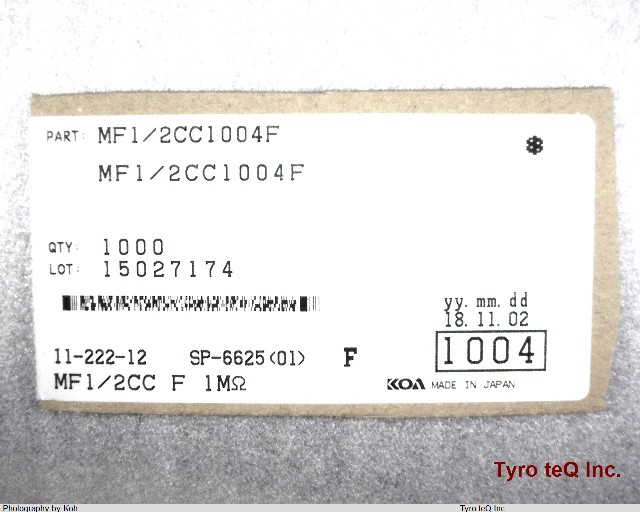 PART: MF1/2CC1004F
MF1/2CC1004F
*
QTY: 1000
LOT: 15027174
yy.mm.dd
18.11.02
11-222-12 SP-6625(01) F
1004
MF1/2CC F 1MΩ
KOA MADE IN JAPAN
Tyro teQ Inc.
Photography by Koh Tyro teQ Inc